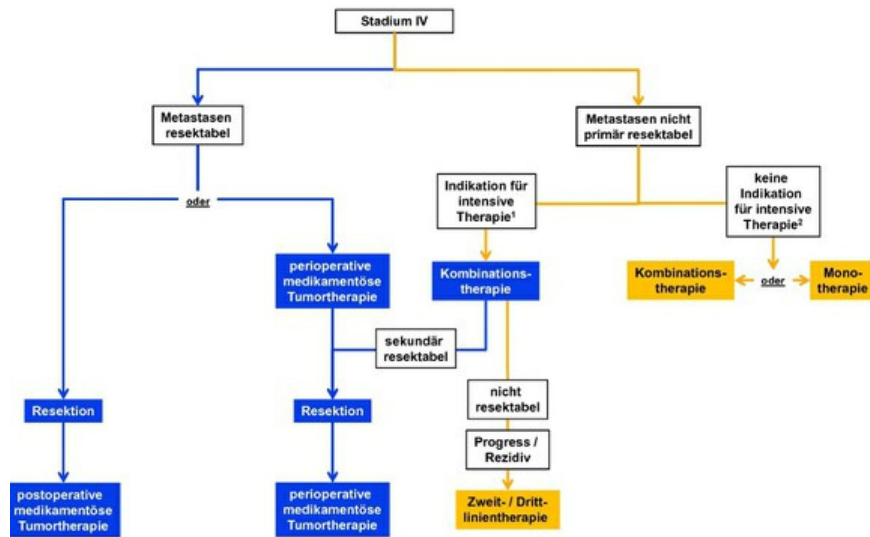 Stadium IV
Metastasen
resektabel
Metastasen nicht
primär resektabel
oder
Indikation für
intensive
Therapie¹
keine
Indikation
für intensive
Therapie²
perioperative
medikamentöse
Tumortherapie
Kombinations-
therapie
Kombinations-
therapie
oder
Mono-
therapie
sekundär
resektabel
nicht
resektabel
Resektion
Resektion
Progress /
Rezidiv
postoperative
medikamentöse
Tumortherapie
perioperative
medikamentöse
Tumortherapie
Zweit- / Dritt-
linientherapie